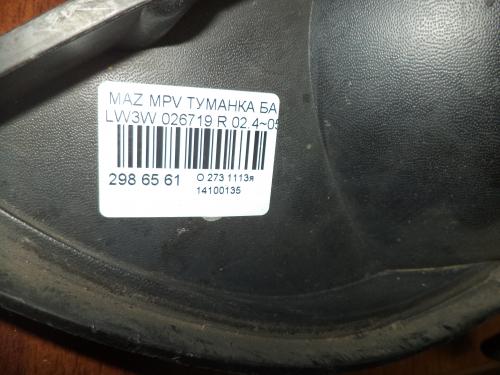 MAZ MPV ТУМАНКА БА
LW3W 026719 R 02.4~05
298 65 61
О 273 1113я
14100135